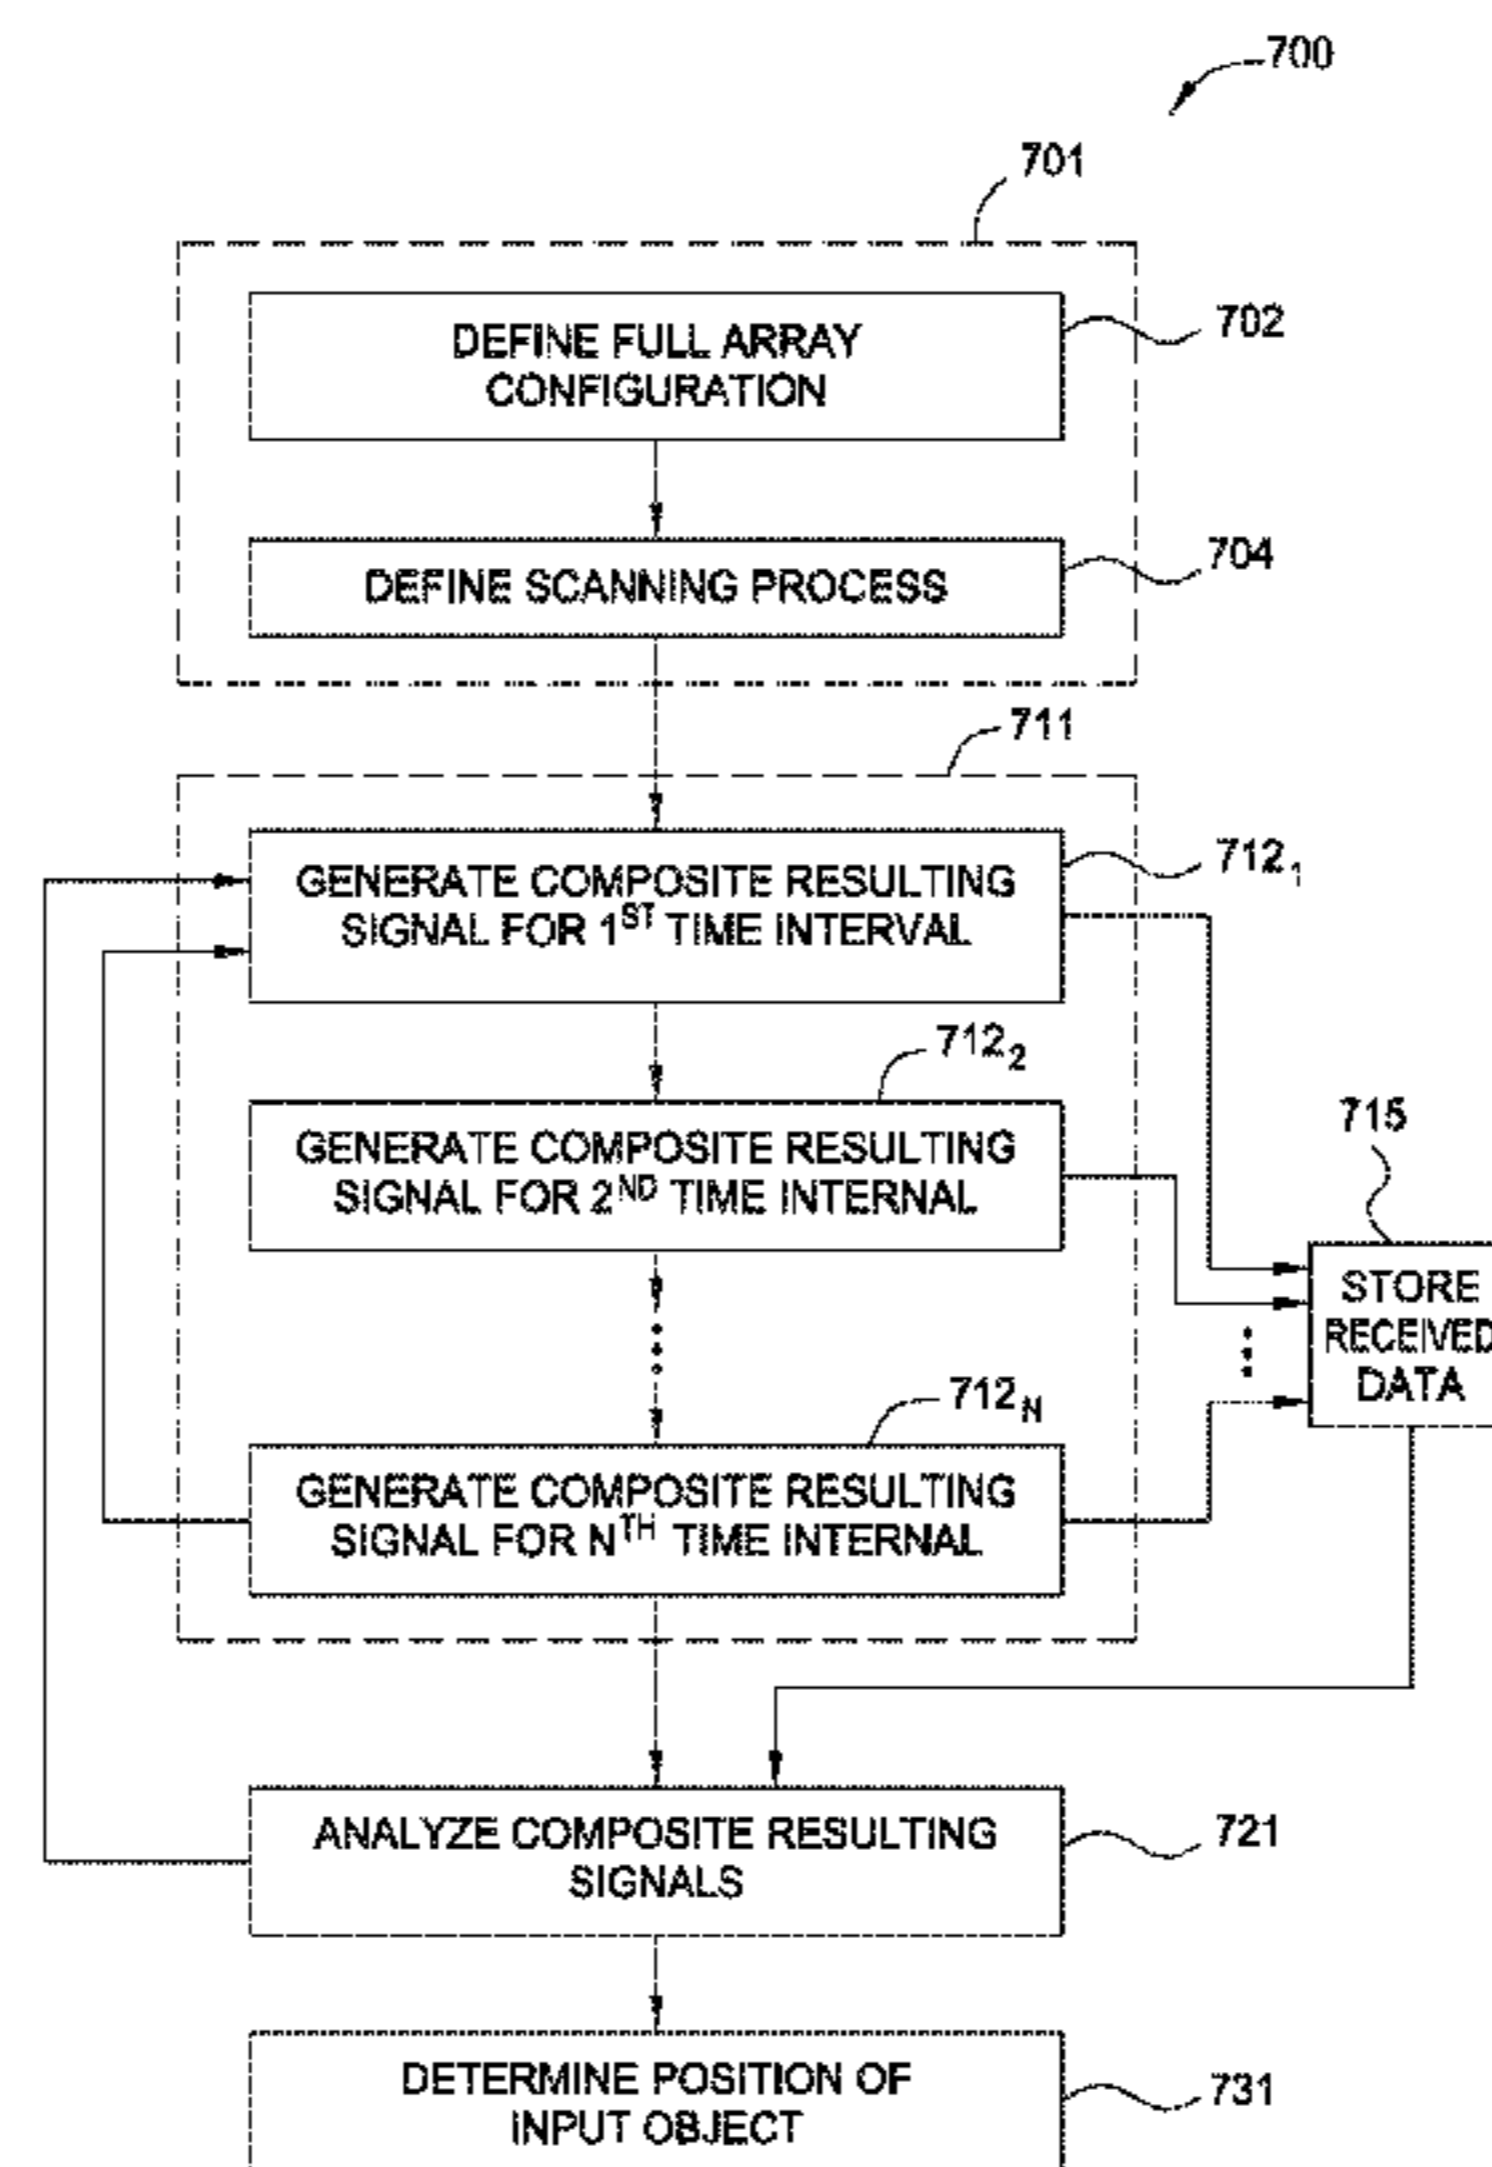 700
701
DEFINE FULL ARRAY
CONFIGURATION
702
DEFINE SCANNING PROCESS
704
711
GENERATE COMPOSITE RESULTING
SIGNAL FOR 1ST TIME INTERVAL
7121
7122
GENERATE COMPOSITE RESULTING
SIGNAL FOR 2ND TIME INTERNAL
715
STORE
RECEIVED
DATA
712N
GENERATE COMPOSITE RESULTING
SIGNAL FOR NTH TIME INTERNAL
ANALYZE COMPOSITE RESULTING
SIGNALS
721
DETERMINE POSITION OF
INPUT OBJECT
731